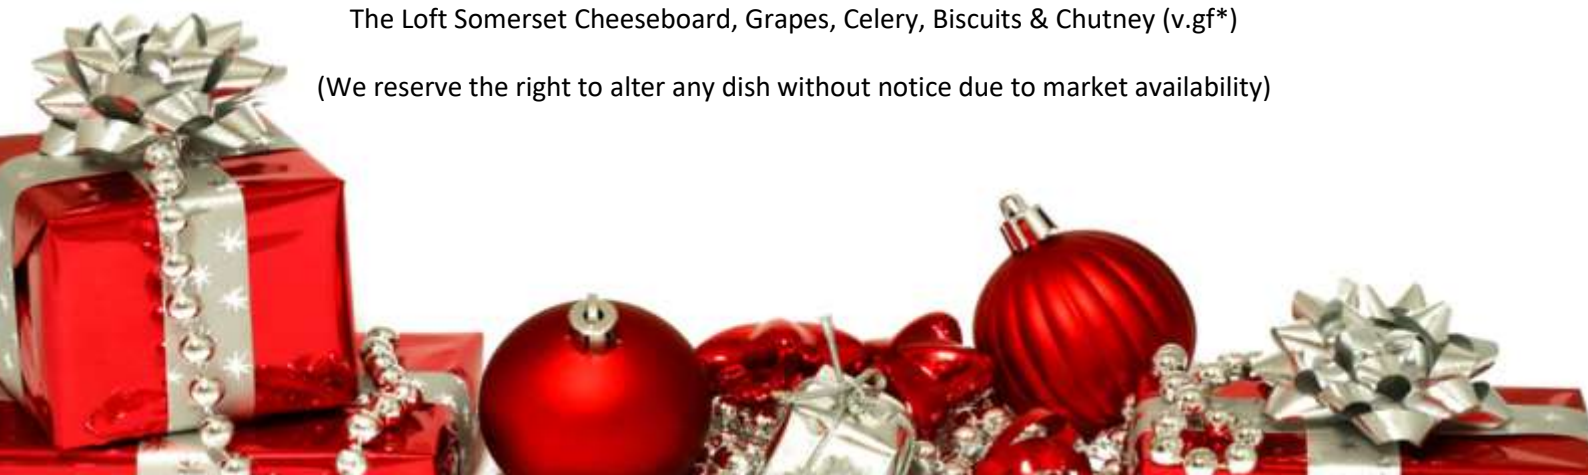 The Loft Somerset Cheeseboard, Grapes, Celery, Biscuits & Chutney (v.gf*)
(We reserve the right to alter any dish without notice due to market availability)